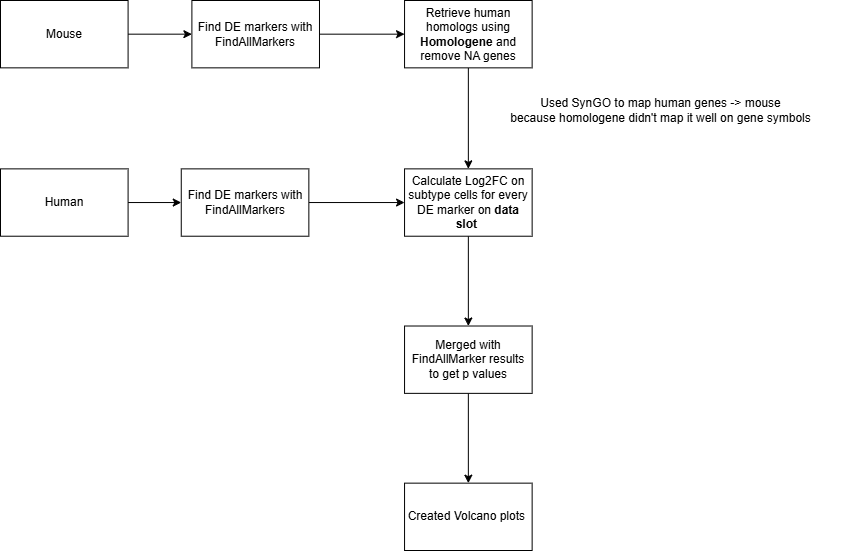 Mouse
Find DE markers with
FindAllMarkers
Retrieve human
homologs using
Homologene and
remove NA genes
Used SynGO to map human genes -> mouse
because homologene didn't map it well on gene symbols
Human
Find DE markers with
FindAllMarkers
Calculate Log2FC on
subtype cells for every
DE marker on data
slot
Merged with
FindAllMarker results
to get p values
Created Volcano plots